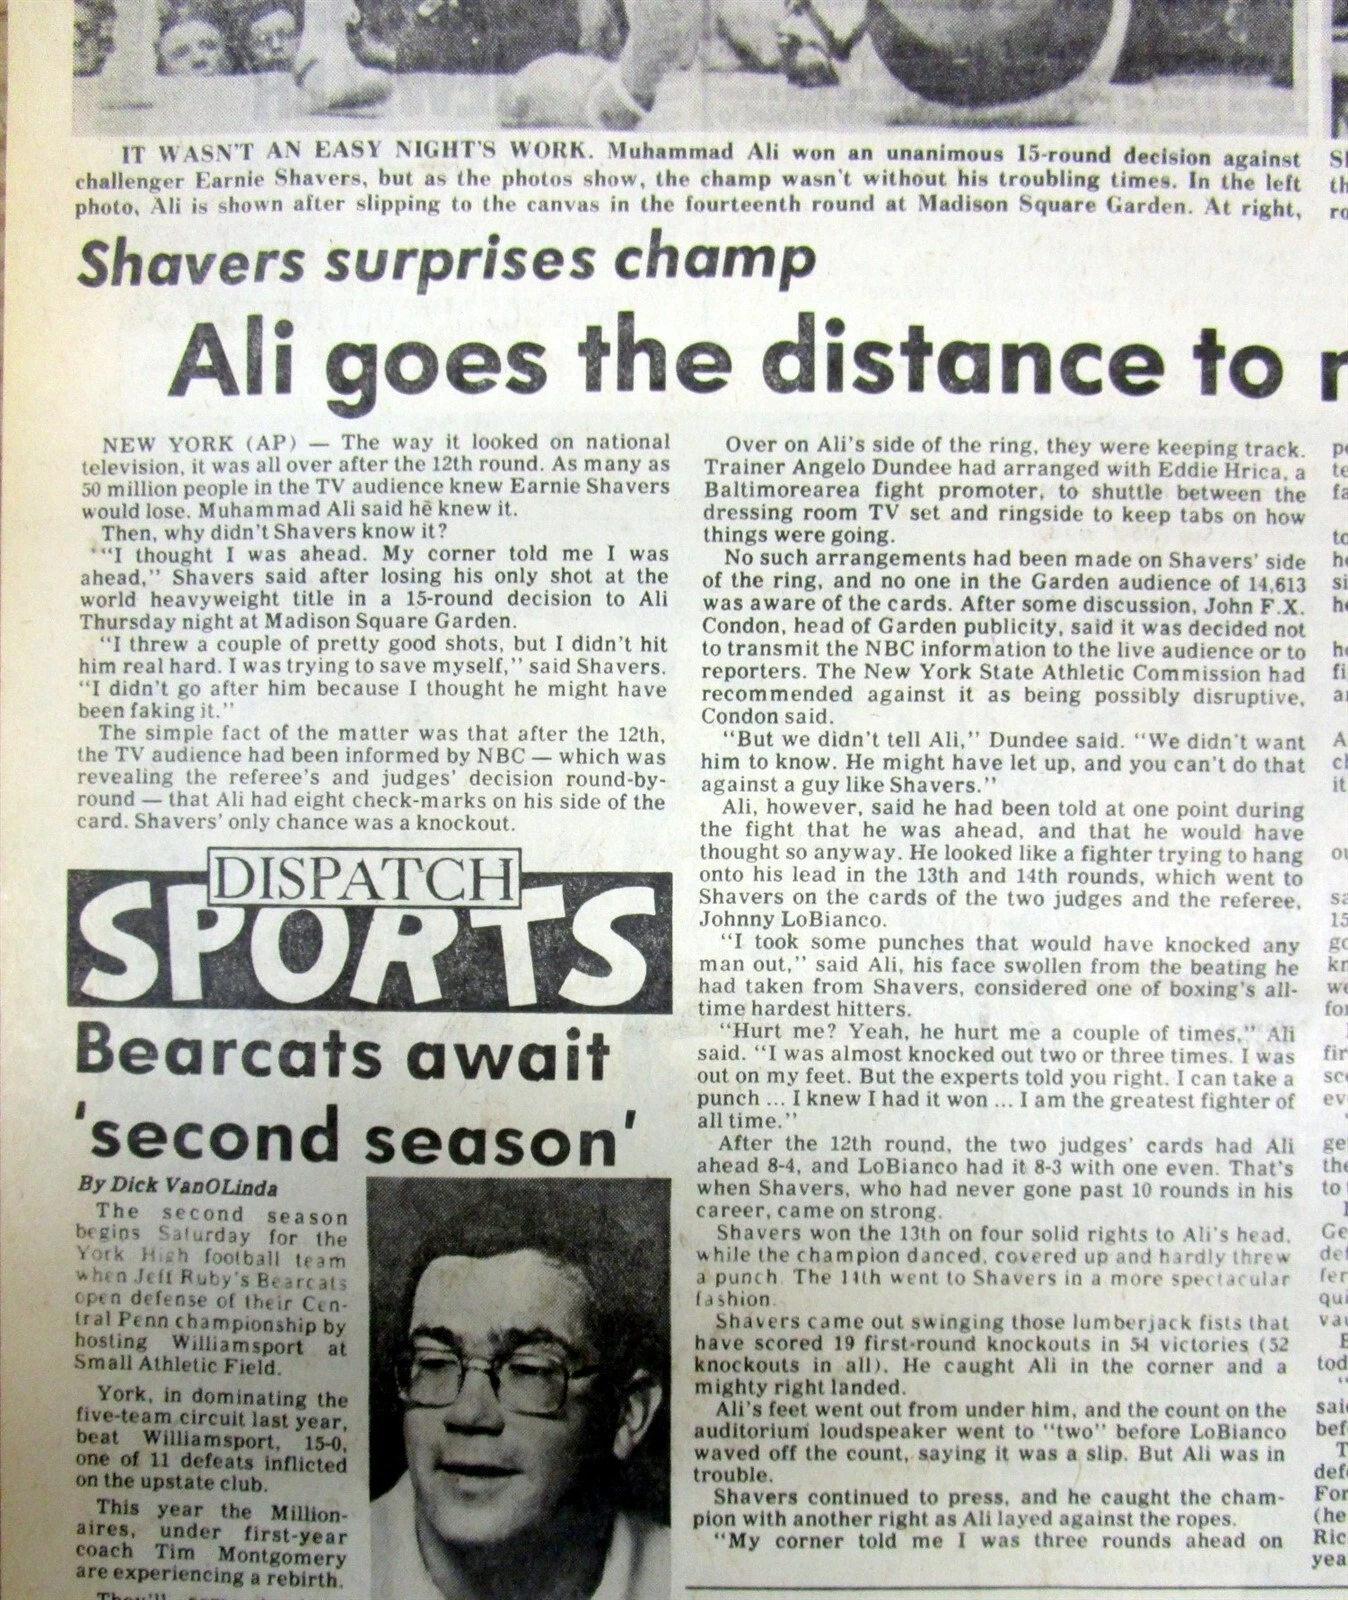 IT WASN'T AN EASY NIGHT'S WORK. Muhammad Ali won an unanimous 15-round decision against
challenger Earnie Shavers, but as the photos show, the champ wasn't without his troubling times. In the left
photo, Ali is shown after slipping to the canvas in the fourteenth round at Madison Square Garden. At right,
Shavers surprises champ
Ali goes the distance to
NEW YORK (AP) — The way it looked on national
television, it was all over after the 12th round. As many as
50 million people in the TV audience knew Earnie Shavers
would lose. Muhammad Ali said he knew it.
Then, why didn't Shavers know it?
"I thought I was ahead. My corner told me I was
ahead," Shavers said after losing his only shot at the
world heavyweight title in a 15-round decision to Ali
Thursday night at Madison Square Garden.
"I threw a couple of pretty good shots, but I didn't hit
him real hard. I was trying to save myself," said Shavers.
"I didn't go after him because I thought he might have
been faking it."
The simple fact of the matter was that after the 12th,
the TV audience had been informed by NBC — which was
revealing the referee's and judges' decision round-by-
round — that Ali had eight check-marks on his side of the
card. Shavers' only chance was a knockout.
DISPATCH
SPORTS
Bearcats await
'second season'
By Dick VanOLinda
The second season
begins Saturday for the
York High football team
when Jeff Ruby's Bearcats
open defense of their Cen-
tral Penn championship by
hosting Williamsport at
Small Athletic Field.
York, in dominating the
five-team circuit last year,
beat Williamsport, 15-0,
one of 11 defeats inflicted
on the upstate club.
This year the Million-
aires, under first-year
coach Tim Montgomery
are experiencing a rebirth.
Over on Ali's side of the ring, they were keeping track.
Trainer Angelo Dundee had arranged with Eddie Hrica, a
Baltimorearea fight promoter, to shuttle between the
dressing room TV set and ringside to keep tabs on how
things were going.
No such arrangements had been made on Shavers' side
of the ring, and no one in the Garden audience of 14,613
was aware of the cards. After some discussion, John F.X.
Condon, head of Garden publicity, said it was decided not
to transmit the NBC information to the live audience or to
reporters. The New York State Athletic Commission had
recommended against it as being possibly disruptive,
Condon said.
"But we didn't tell Ali," Dundee said. "We didn't want
him to know. He might have let up, and you can't do that
against a guy like Shavers."
Ali, however, said he had been told at one point during
the fight that he was ahead, and that he would have
thought so anyway. He looked like a fighter trying to hang
onto his lead in the 13th and 14th rounds, which went to
Shavers on the cards of the two judges and the referee,
Johnny LoBianco.
"I took some punches that would have knocked any
man out," said Ali, his face swollen from the beating he
had taken from Shavers, considered one of boxing's all-
time hardest hitters.
"Hurt me? Yeah, he hurt me a couple of times," Ali
said. "I was almost knocked out two or three times. I was
out on my feet. But the experts told you right. I can take a
punch ... I knew I had it won ... I am the greatest fighter of
all time."
After the 12th round, the two judges' cards had Ali
ahead 8-4, and LoBianco had it 8-3 with one even. That's
when Shavers, who had never gone past 10 rounds in his
career, came on strong.
Shavers won the 13th on four solid rights to Ali's head,
while the champion danced, covered up and hardly threw
a punch. The 14th went to Shavers in a more spectacular
fashion.
Shavers came out swinging those lumberjack fists that
have scored 19 first-round knockouts in 54 victories (52
knockouts in all). He caught Ali in the corner and a
mighty right landed.
Ali's feet went out from under him, and the count on the
auditorium loudspeaker went to "two" before LoBianco
waved off the count, saying it was a slip. But Ali was in
trouble.
Shavers continued to press, and he caught the cham-
pion with another right as Ali layed against the ropes.
"My corner told me I was three rounds ahead on